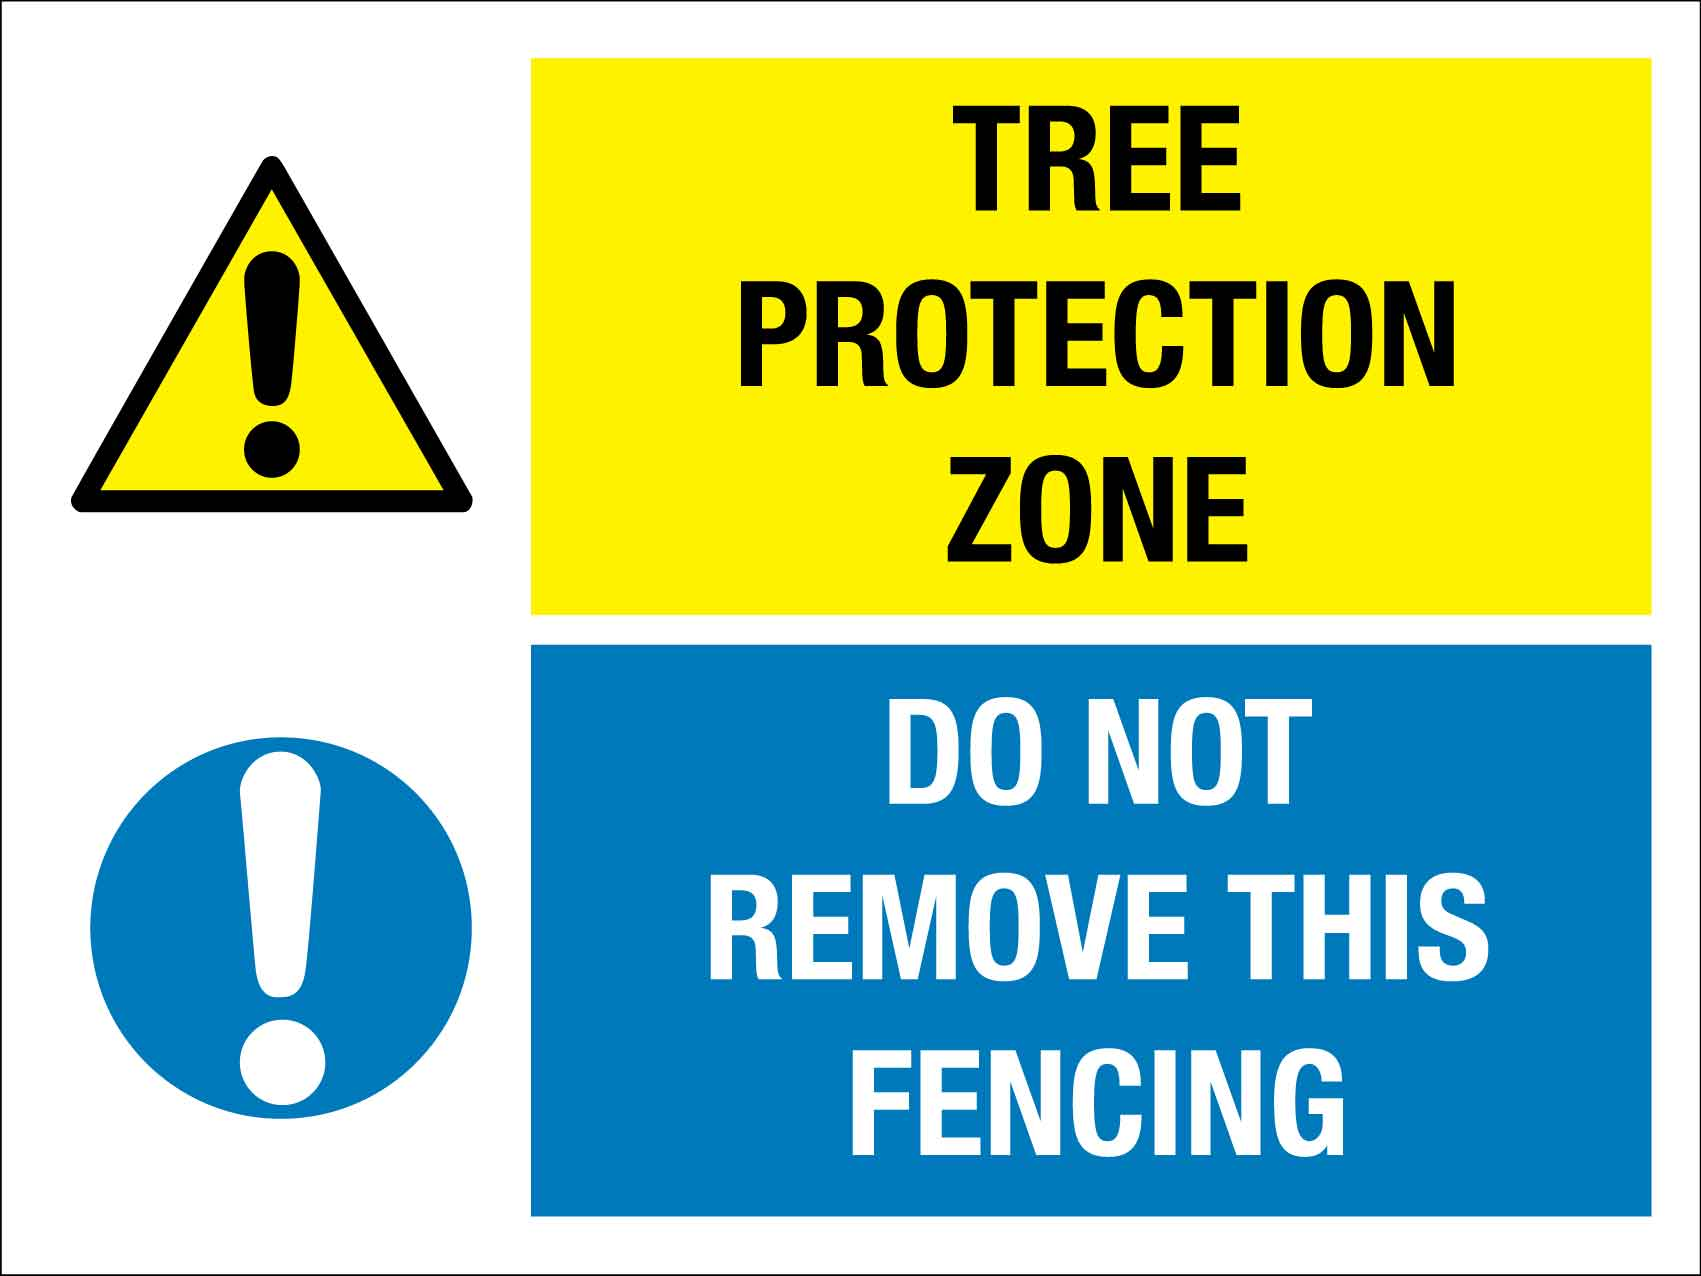 TREE
PROTECTION
ZONE
DO NOT
REMOVE THIS
FENCING